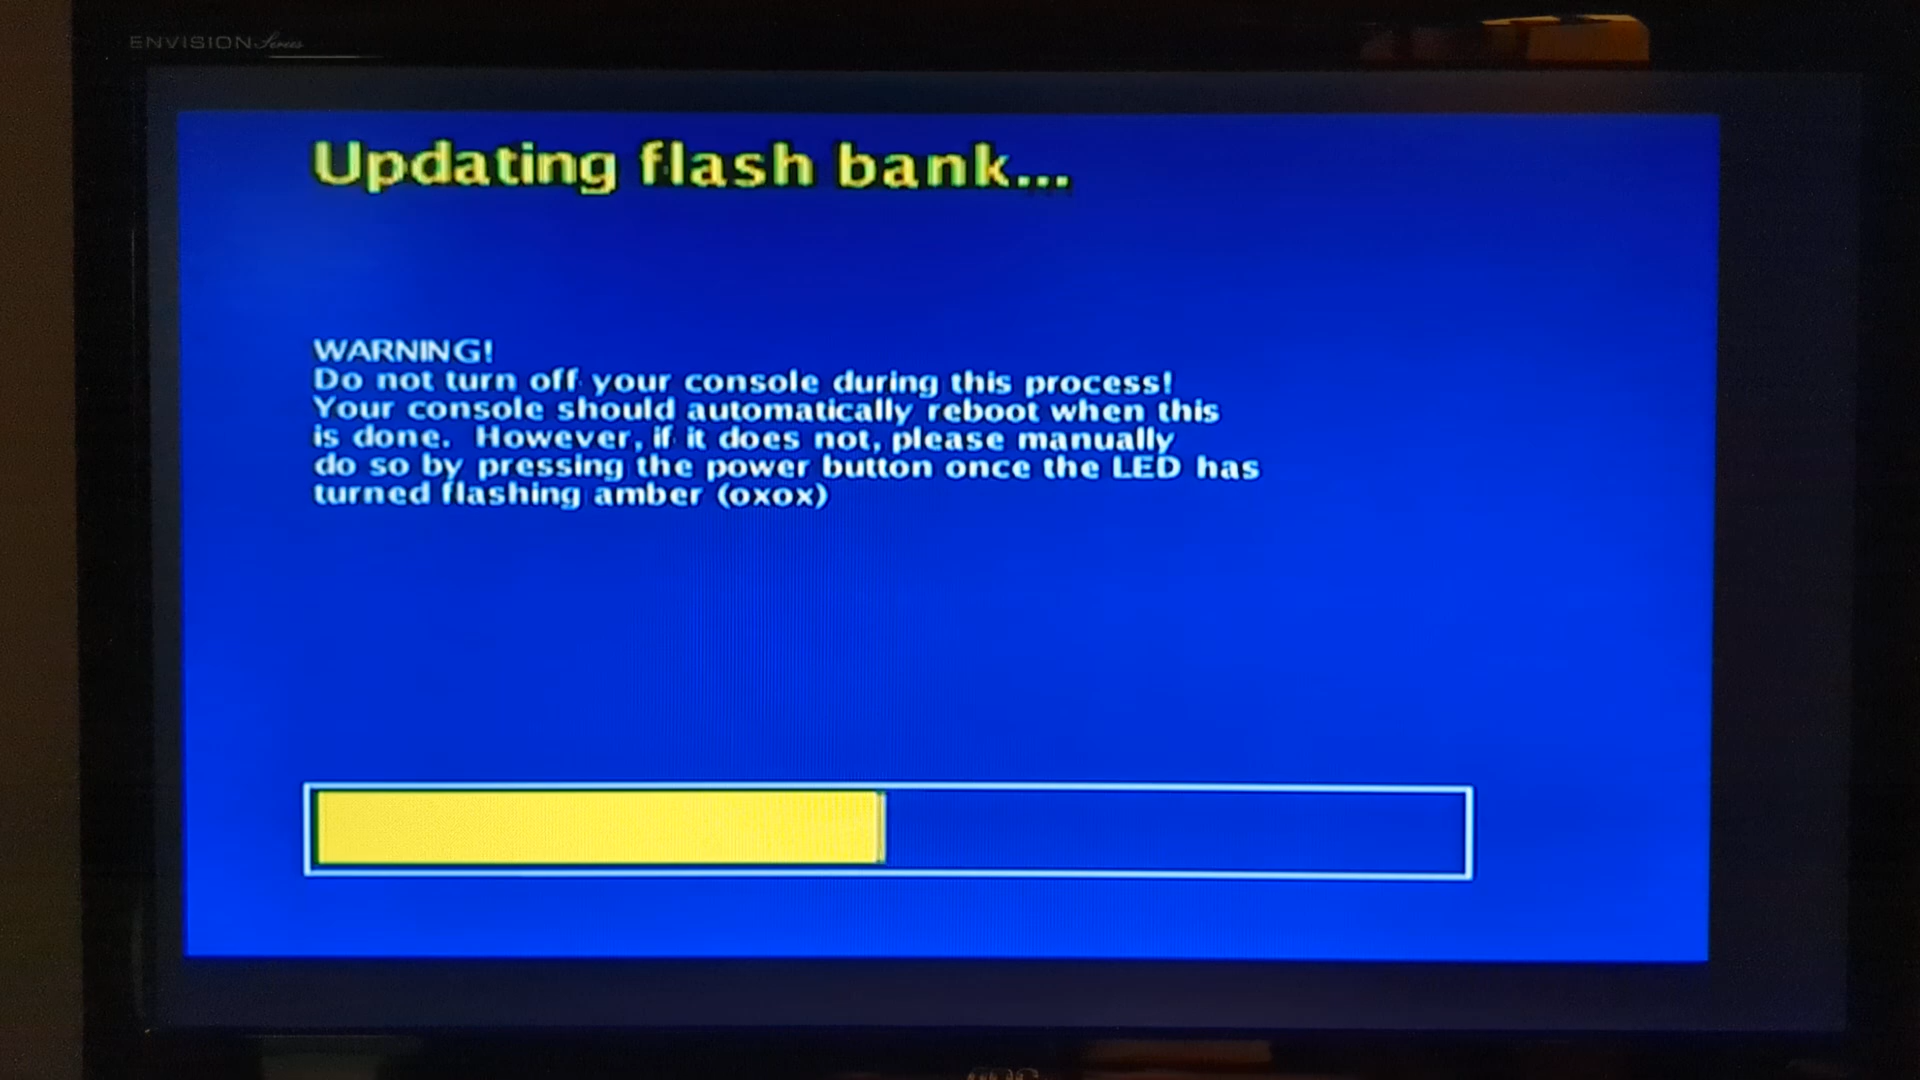 ENVISION Series
Updating flash bank...
WARNING!
Do not turn off your console during this process!
Your console should automatically reboot when this
is done.  However, if it does not, please manually
do so by pressing the power button once the LED has
turned flashing amber (oxox)